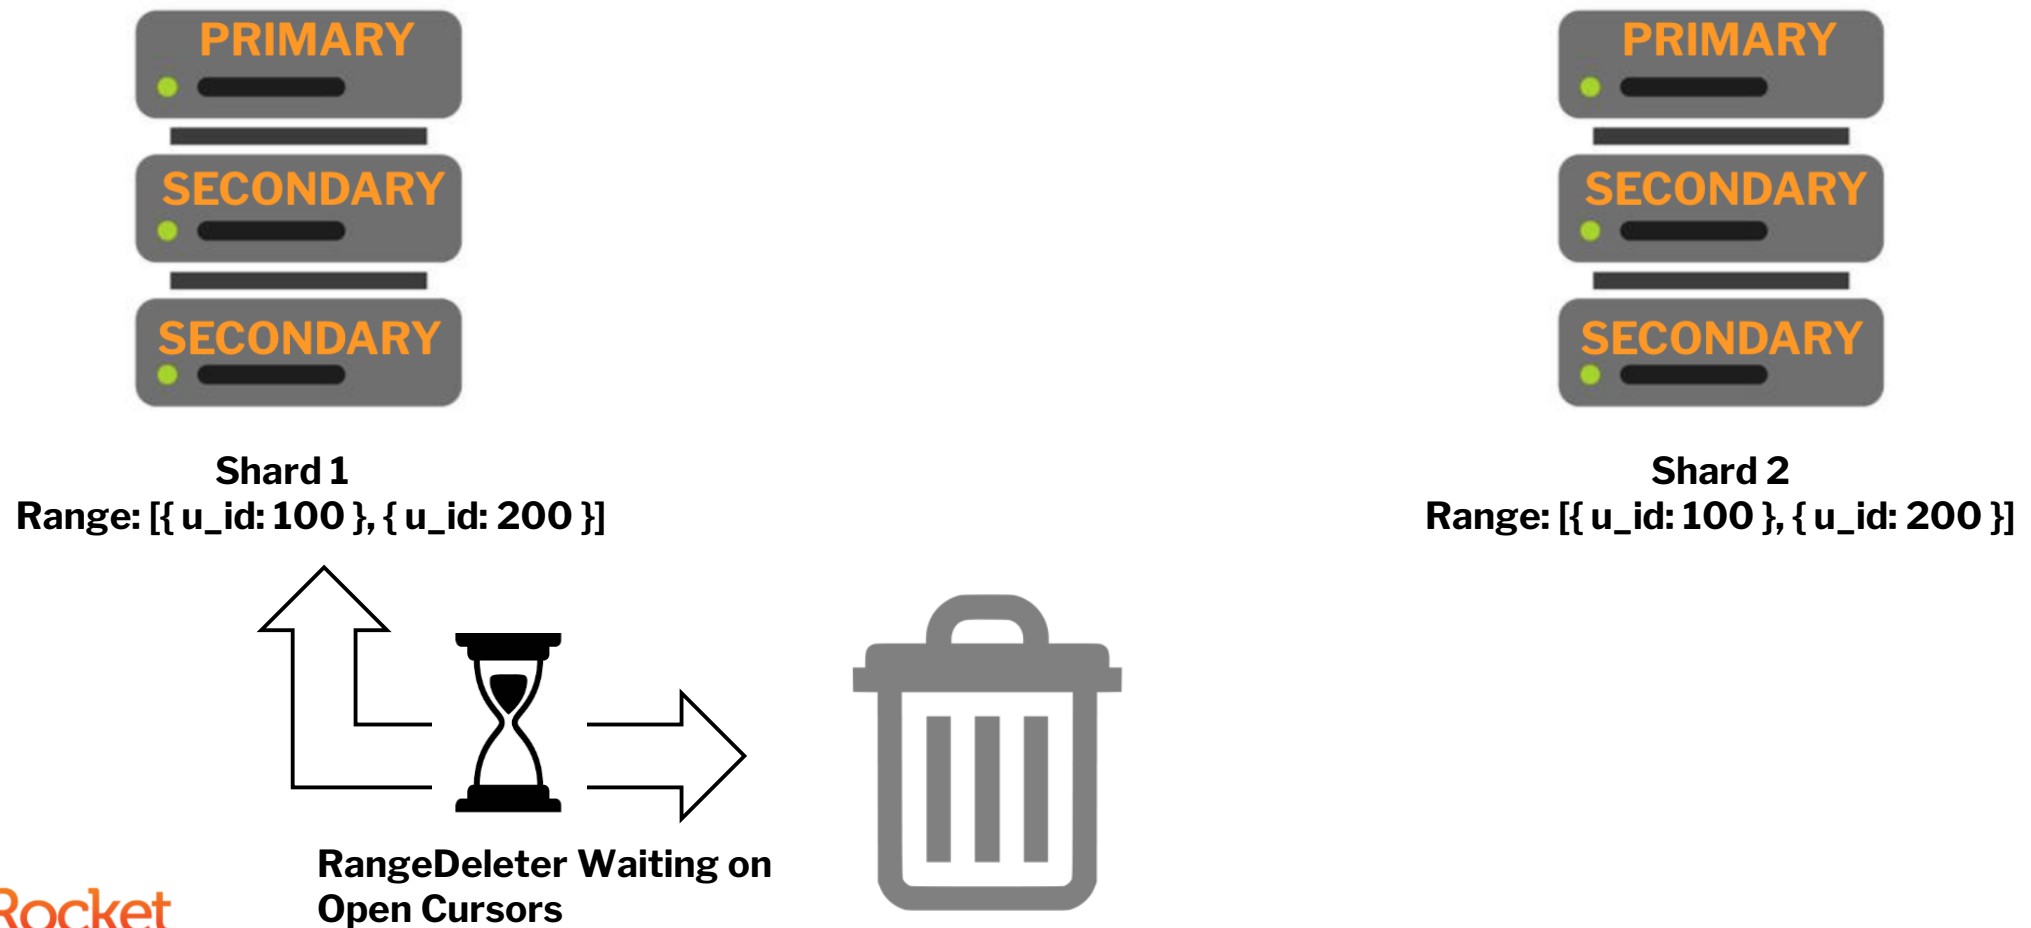 PRIMARY
SECONDARY
SECONDARY
Shard 1
Range: [{ u_id: 100 }, { u_id: 200 }]
PRIMARY
SECONDARY
SECONDARY
Shard 2
Range: [{ u_id: 100 }, { u_id: 200 }]
RangeDeleter Waiting on
Open Cursors
Rocket